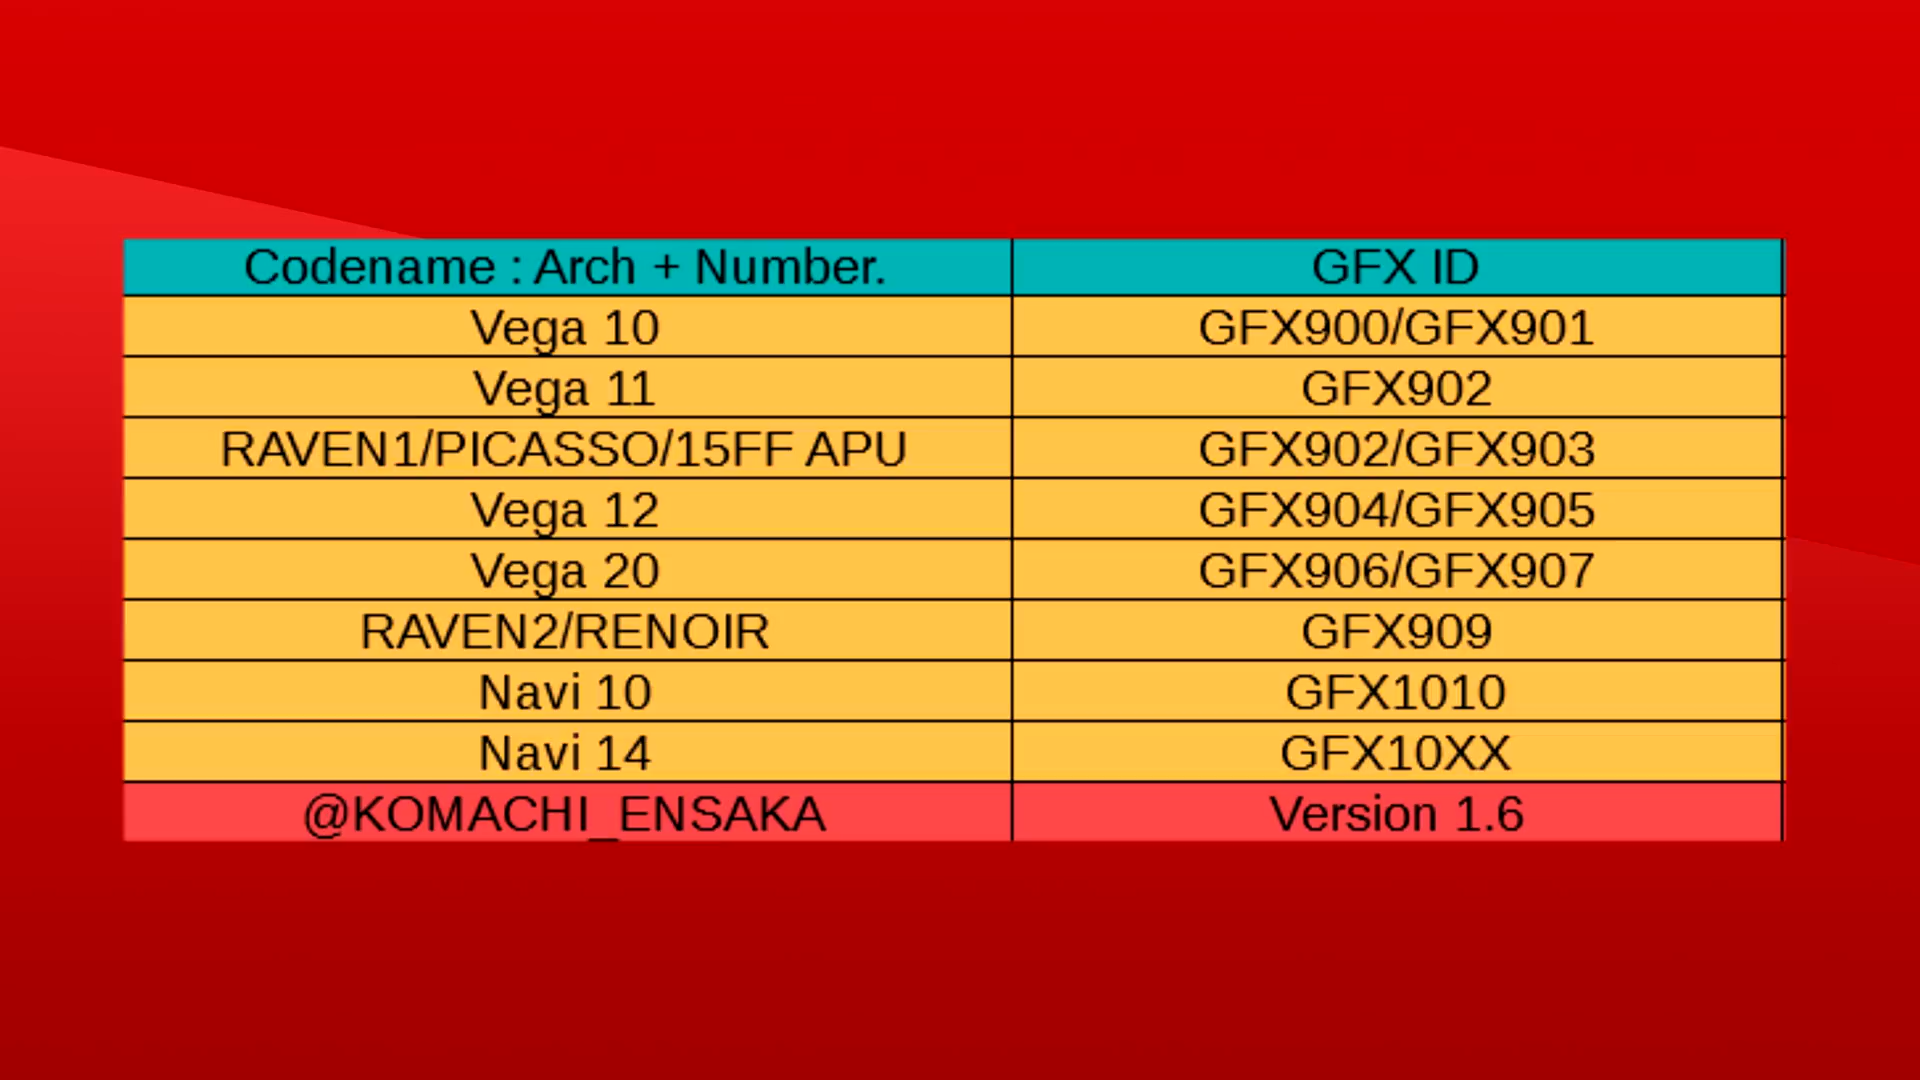 Codename : Arch + Number. GFX ID
Vega 10 GFX900/GFX901
Vega 11 GFX902
RAVEN1/PICASSO/15FF APU GFX902/GFX903
Vega 12 GFX904/GFX905
Vega 20 GFX906/GFX907
RAVEN2/RENOIR GFX909
Navi 10 GFX1010
Navi 14 GFX10XX
@KOMACHI_ENSAKA Version 1.6